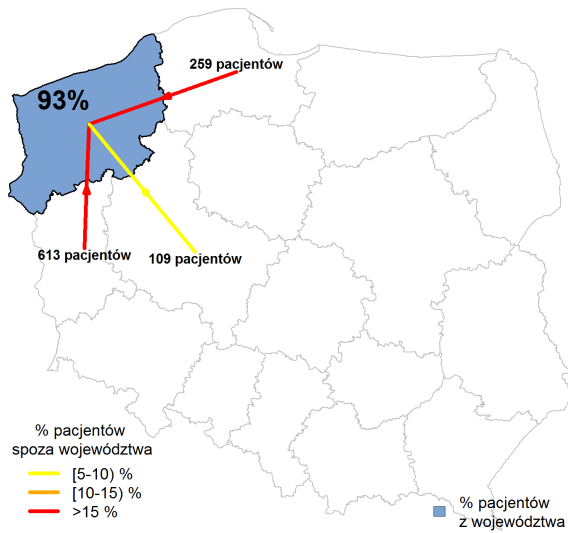 259 pacjentów
93%
613 pacjentów
109 pacjentów
% pacjentów
spoza województwa
[5-10) %
[10-15) %
>15 %
% pacjentów
z województwa